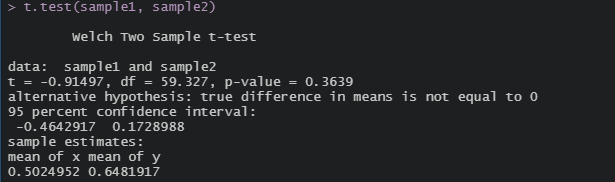 > t.test(sample1, sample2)
Welch Two Sample t-test
data:  sample1 and sample2
t = -0.91497, df = 59.327, p-value = 0.3639
alternative hypothesis: true difference in means is not equal to 0
95 percent confidence interval:
 -0.4642917  0.1728988
sample estimates:
mean of x mean of y
0.5024952 0.6481917